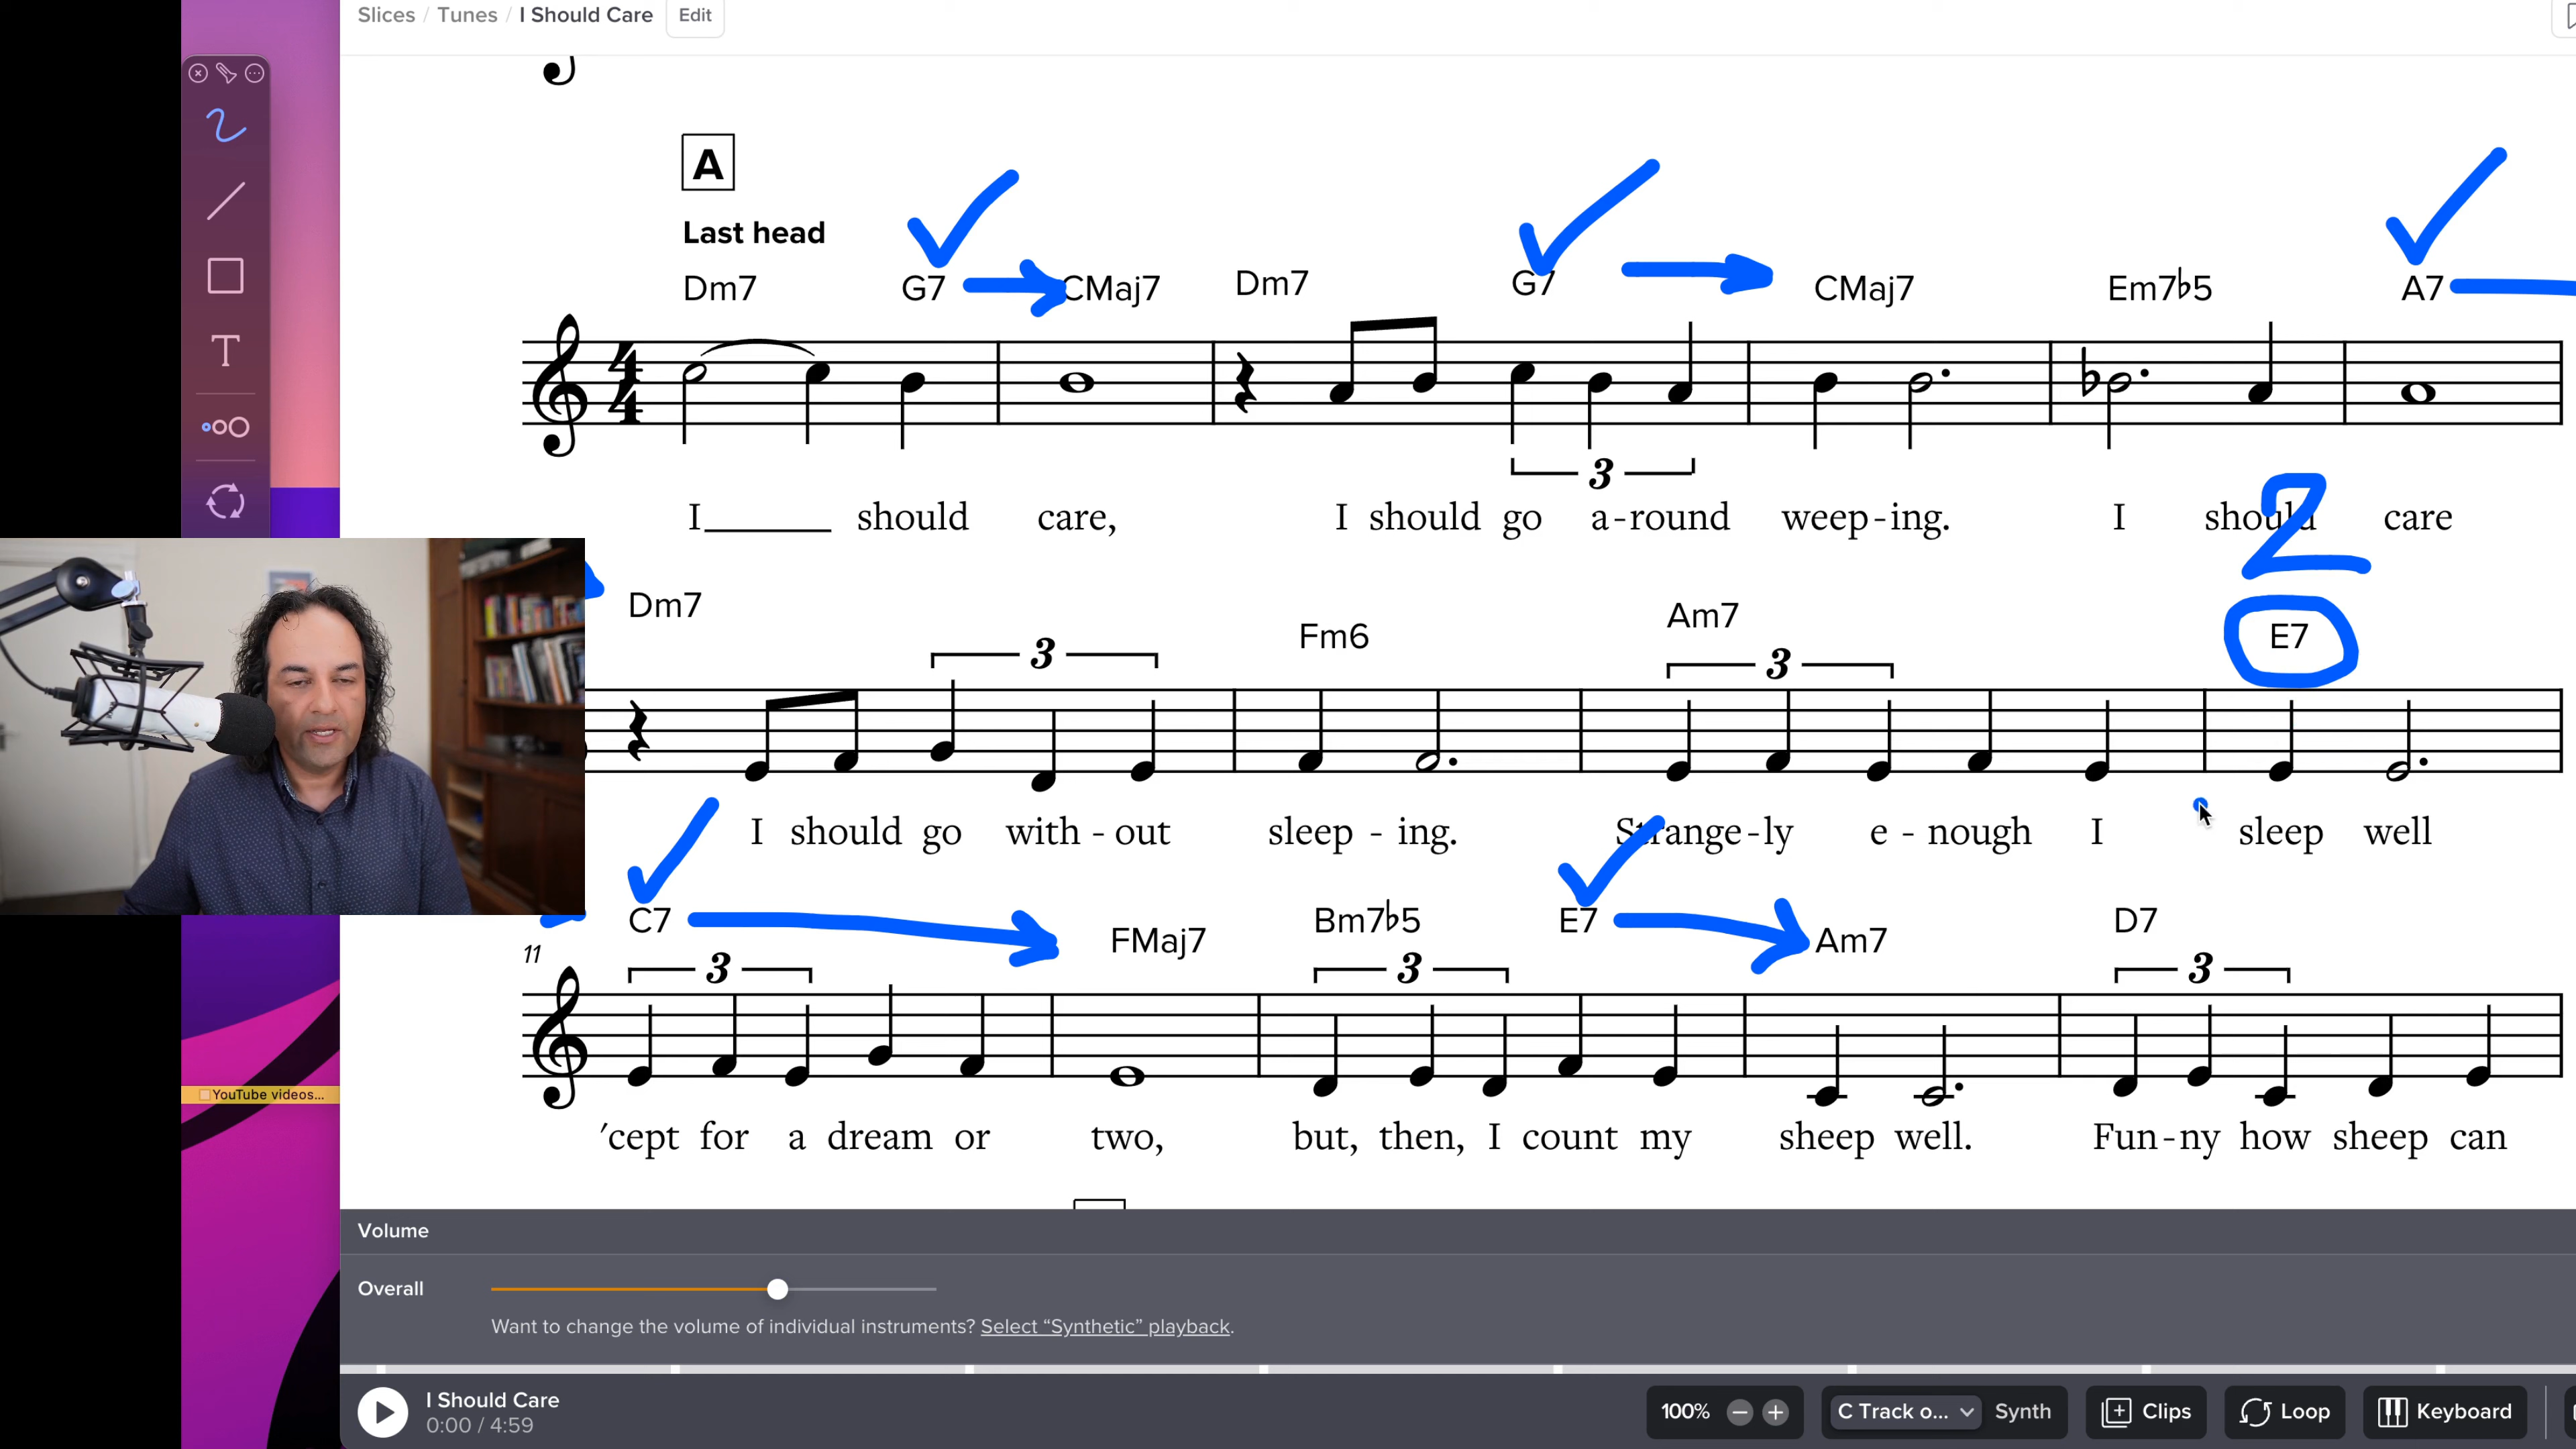 Slices / Tunes / I Should Care Edit
A
Last head
Dm7 G7 CMaj7 Dm7 G7 CMaj7 Em7♭5 A7
4
4
3
I______ should care, I should go a-round weep-ing. I should care
2
Dm7 Fm6 Am7 E7
3 3
I should go with - out sleep - ing. Strange-ly e - nough I sleep well
C7 FMaj7 Bm7♭5 E7 Am7 D7
11
3 3 3
'cept for a dream or two, but, then, I count my sheep well. Fun-ny how sheep can
YouTube videos...
Volume
Overall
Want to change the volume of individual instruments? Select “Synthetic” playback.
I Should Care
0:00 / 4:59
100% C Track o... Synth Clips Loop Keyboard
T